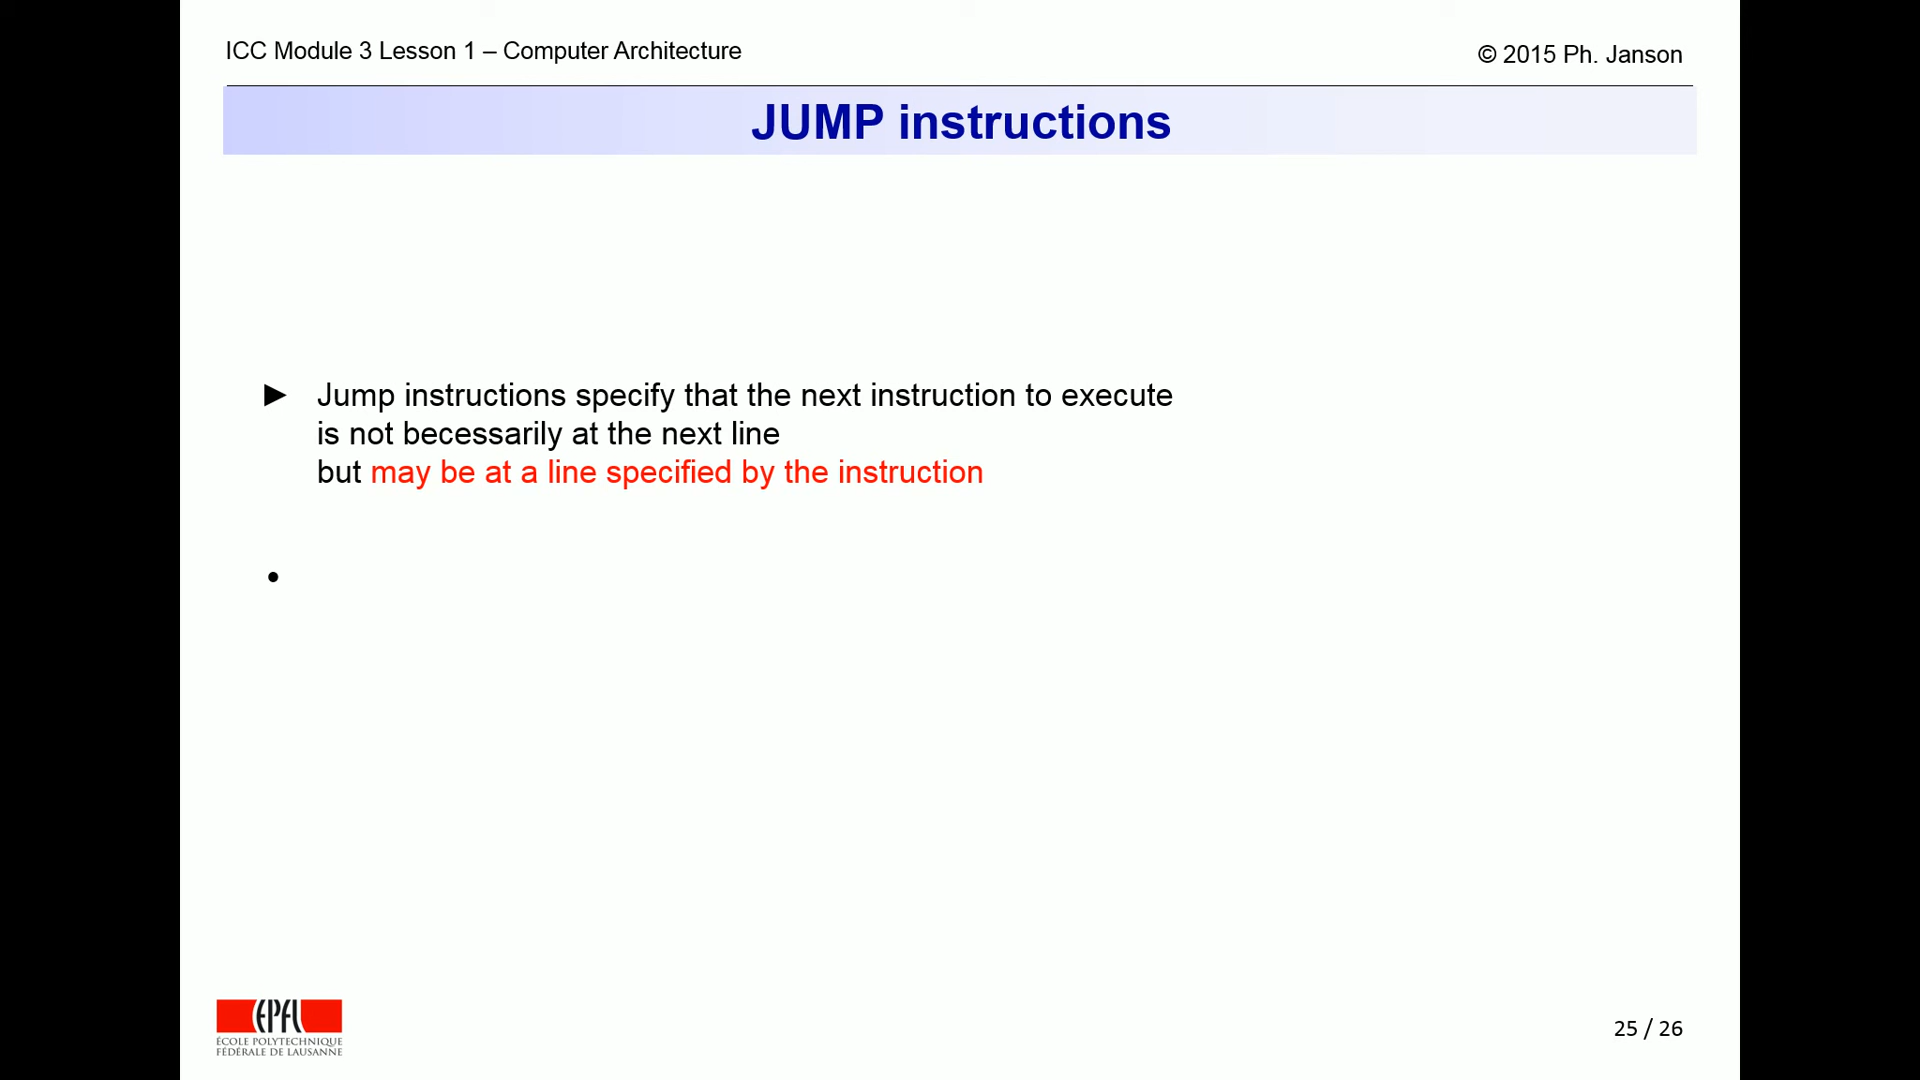 ICC Module 3 Lesson 1 – Computer Architecture
© 2015 Ph. Janson
JUMP instructions
► Jump instructions specify that the next instruction to execute
is not becessarily at the next line
but may be at a line specified by the instruction
•
EPFL
ÉCOLE POLYTECHNIQUE
FÉDÉRALE DE LAUSANNE
25 / 26